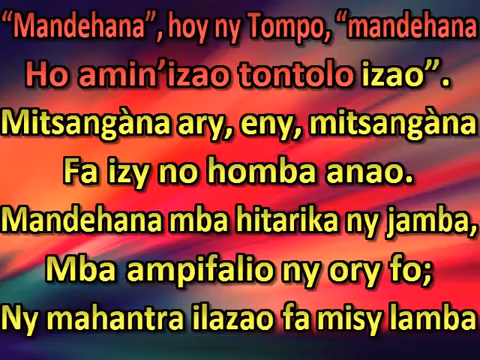 “Mandehana”, hoy ny Tompo, “mandehana
Ho amin’izao tontolo izao”.
Mitsangàna ary, eny, mitsangàna
Fa izy no homba anao.
Mandehana mba hitarika ny jamba,
Mba ampifalio ny ory fo;
Ny mahantra ilazao fa misy lamba